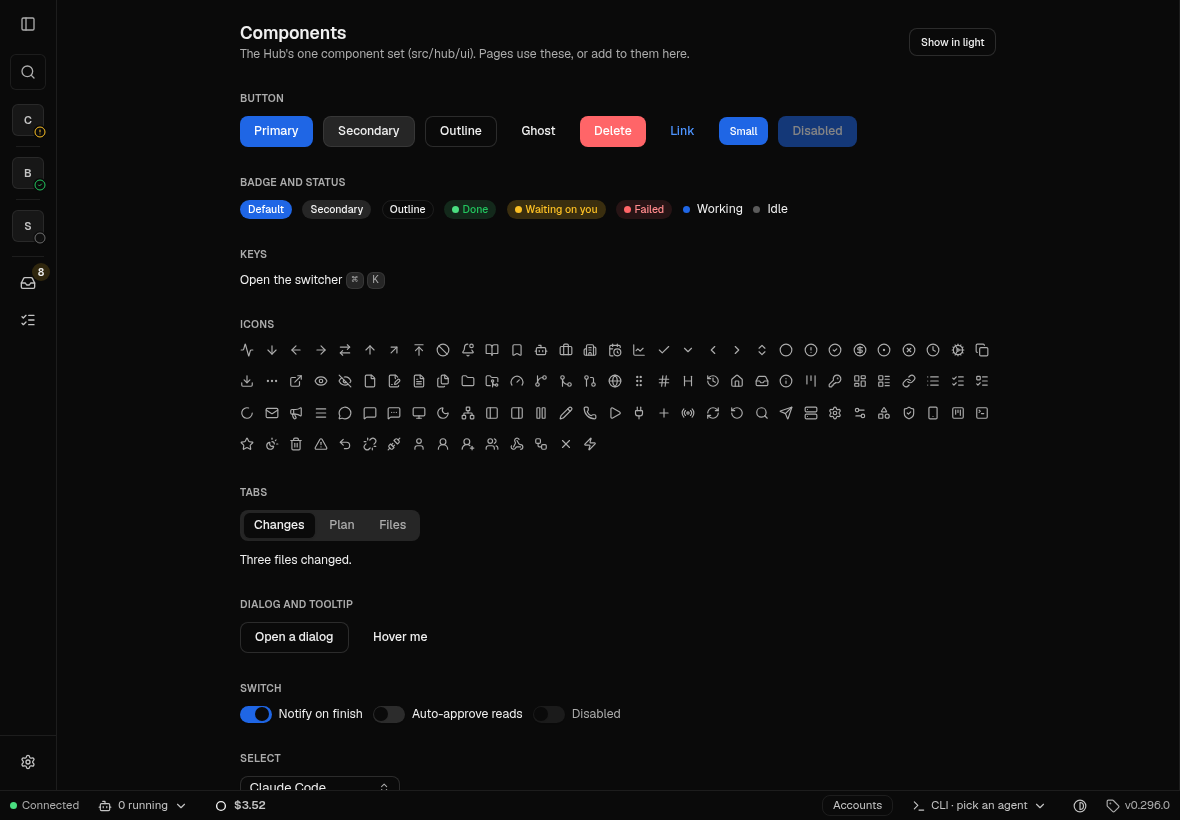 Components
The Hub's one component set (src/hub/ui). Pages use these, or add to them here.
Show in light
C
B
S
8
BUTTON
Primary Secondary Outline Ghost Delete Link Small Disabled
BADGE AND STATUS
Default Secondary Outline Done Waiting on you Failed Working Idle
KEYS
Open the switcher ⌘ K
ICONS
TABS
Changes Plan Files
Three files changed.
DIALOG AND TOOLTIP
Open a dialog Hover me
SWITCH
Notify on finish Auto-approve reads Disabled
SELECT
Claude Code
Connected 0 running $3.52 Accounts CLI · pick an agent v0.296.0